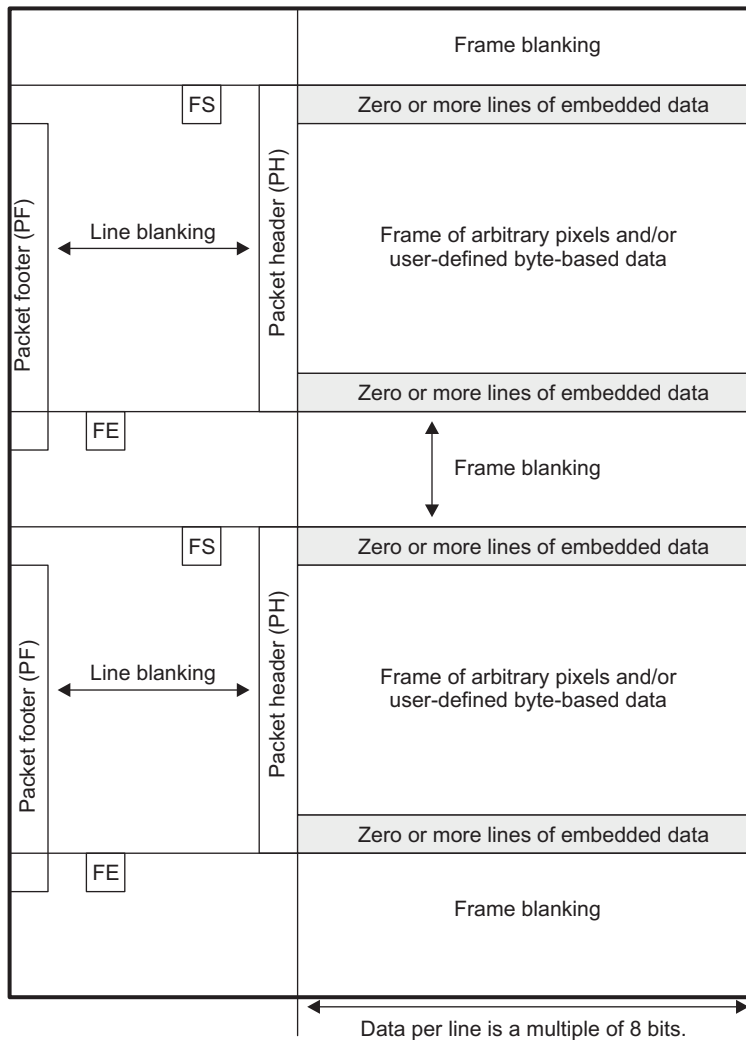 Frame blanking
FS
Zero or more lines of embedded data
Packet footer (PF)
Line blanking
Packet header (PH)
Frame of arbitrary pixels and/or
user-defined byte-based data
Zero or more lines of embedded data
FE
Frame blanking
FS
Zero or more lines of embedded data
Packet footer (PF)
Line blanking
Packet header (PH)
Frame of arbitrary pixels and/or
user-defined byte-based data
Zero or more lines of embedded data
FE
Frame blanking
Data per line is a multiple of 8 bits.